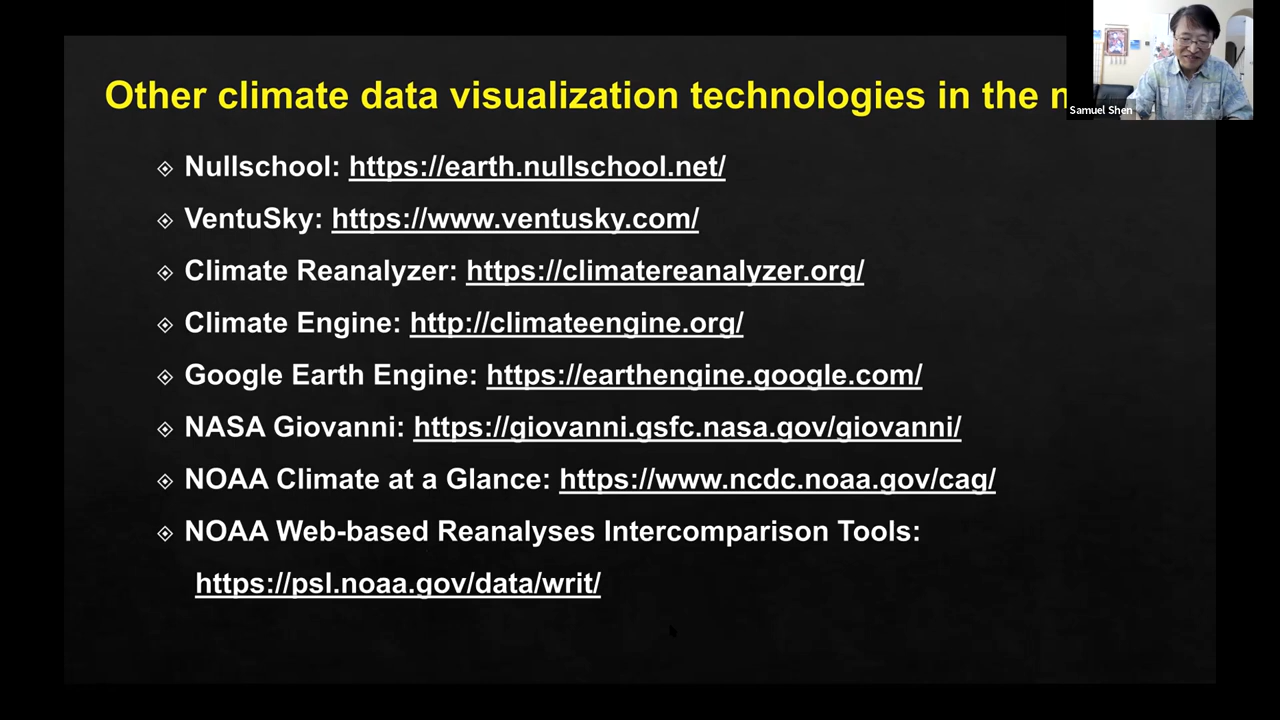 Other climate data visualization technologies in the
Samuel Shen
Nullschool: https://earth.nullschool.net/
VentuSky: https://www.ventusky.com/
Climate Reanalyzer: https://climatereanalyzer.org/
Climate Engine: http://climateengine.org/
Google Earth Engine: https://earthengine.google.com/
NASA Giovanni: https://giovanni.gsfc.nasa.gov/giovanni/
NOAA Climate at a Glance: https://www.ncdc.noaa.gov/cag/
NOAA Web-based Reanalyses Intercomparison Tools:
https://psl.noaa.gov/data/writ/